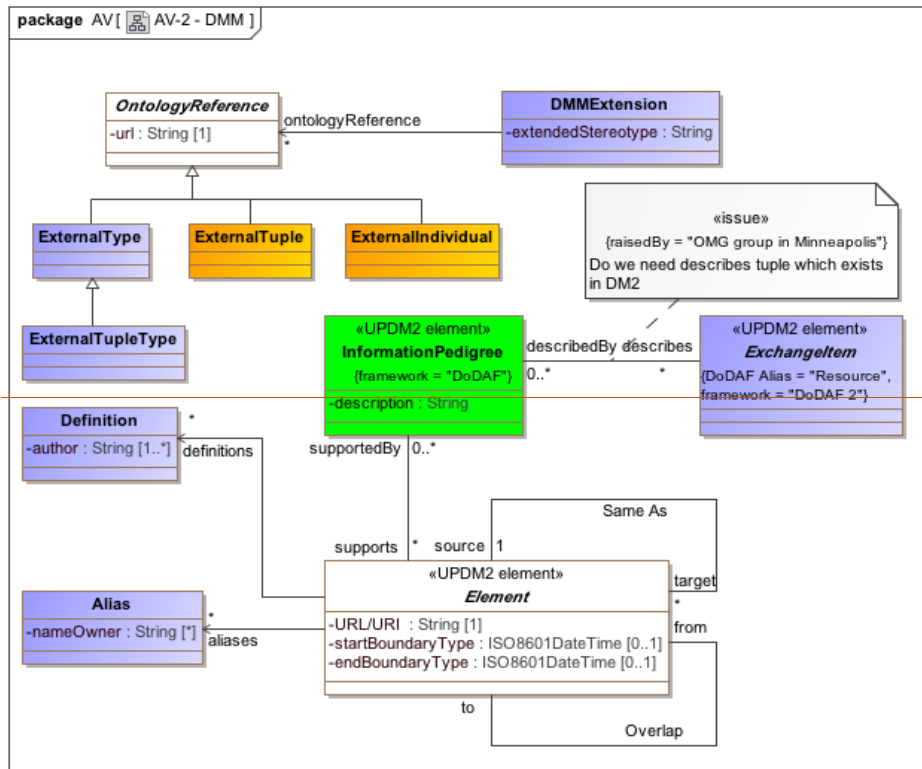 package AV[ AV-2 - DMM ]
OntologyReference
-url : String [1]
ontologyReference
*
DMMExtension
-extendedStereotype : String
«issue»
{raisedBy = "OMG group in Minneapolis"}
Do we need describes tuple which exists
in DM2
ExternalType
ExternalTuple
ExternalIndividual
ExternalTupleType
«UPDM2 element»
InformationPedigree
{framework = "DoDAF"}
-description : String
describedBy describes
0..* *
«UPDM2 element»
ExchangeItem
{DoDAF Alias = "Resource",
framework = "DoDAF 2"}
Definition
-author : String [1..*]
*
definitions
supportedBy 0..*
Same As
supports * source 1
«UPDM2 element»
Element
-URL/URI : String [1]
-startBoundaryType : ISO8601DateTime [0..1]
-endBoundaryType : ISO8601DateTime [0..1]
target
*
from
Alias
-nameOwner : String [*]
*
aliases
to
Overlap